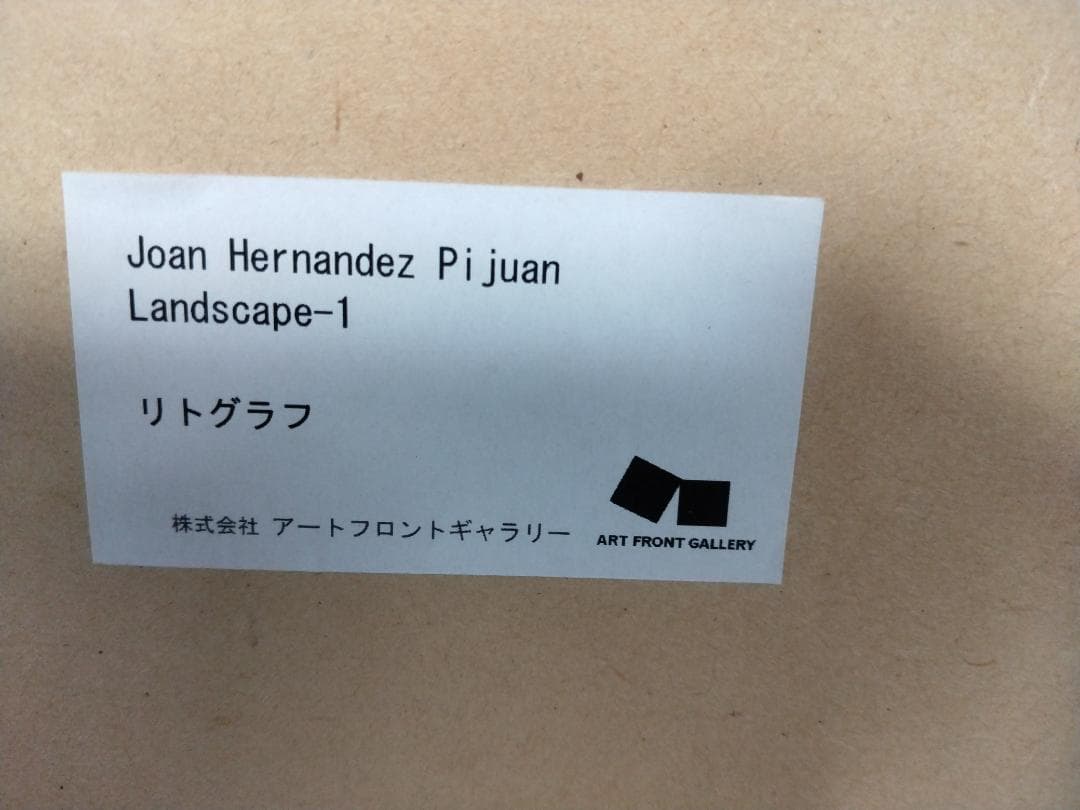 Joan Hernandez Pijuan
Landscape-1
リトグラフ
株式会社 アートフロントギャラリー
ART FRONT GALLERY